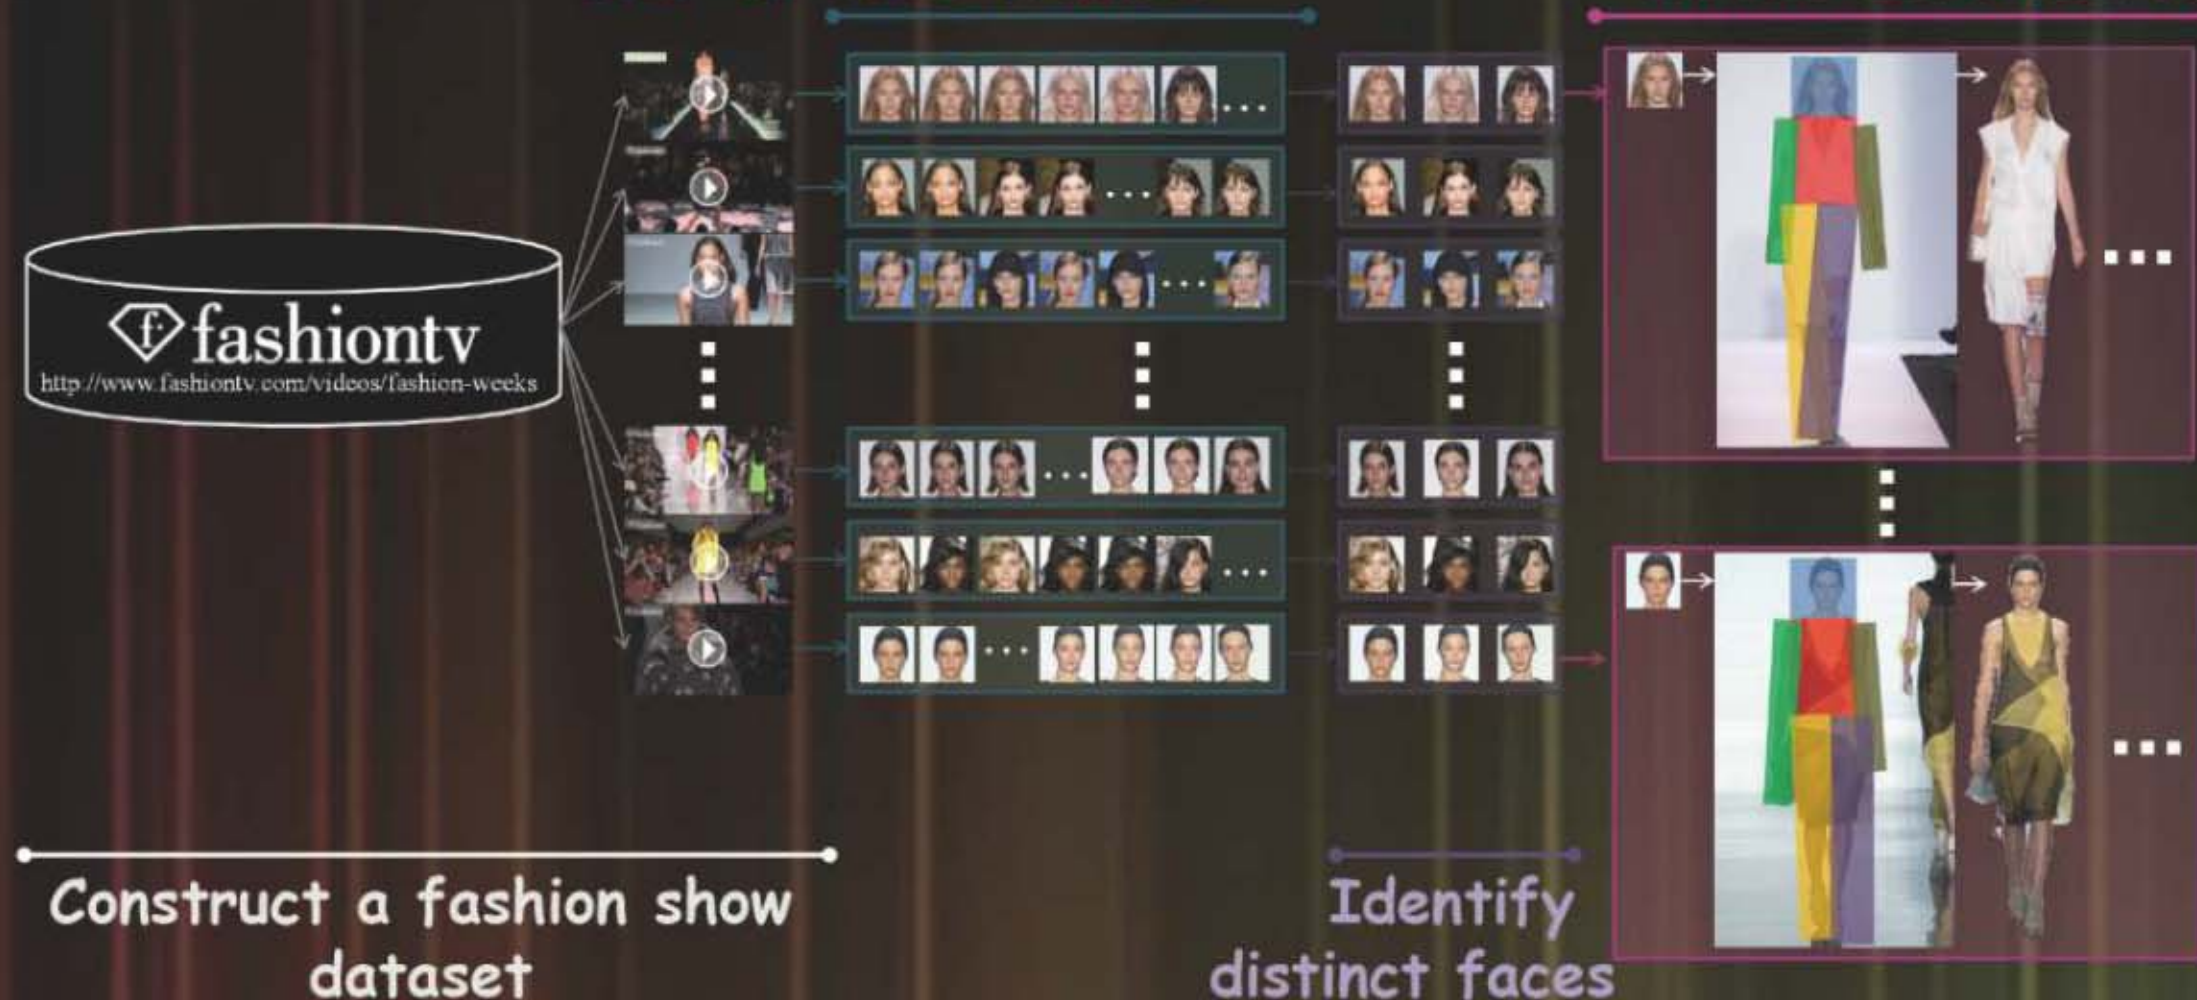 fashiontv
http://www.fashiontv.com/videos/fashion-weeks
Construct a fashion show
dataset
Identify
distinct faces